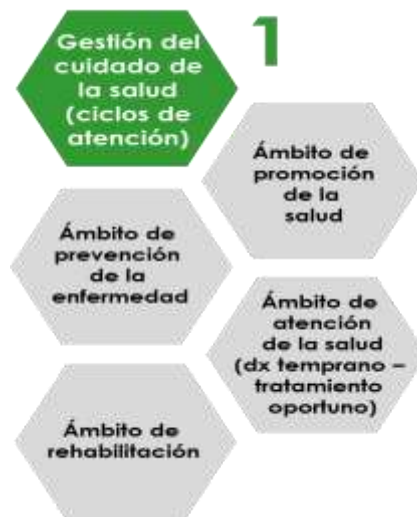 Gestión del
cuidado de
la salud
(ciclos de
atención)
1
Ámbito de
promoción
de la
salud
Ámbito de
prevención
de la
enfermedad
Ámbito de
atención
de la salud
(dx temprano –
tratamiento
oportuno)
Ámbito de
rehabilitación